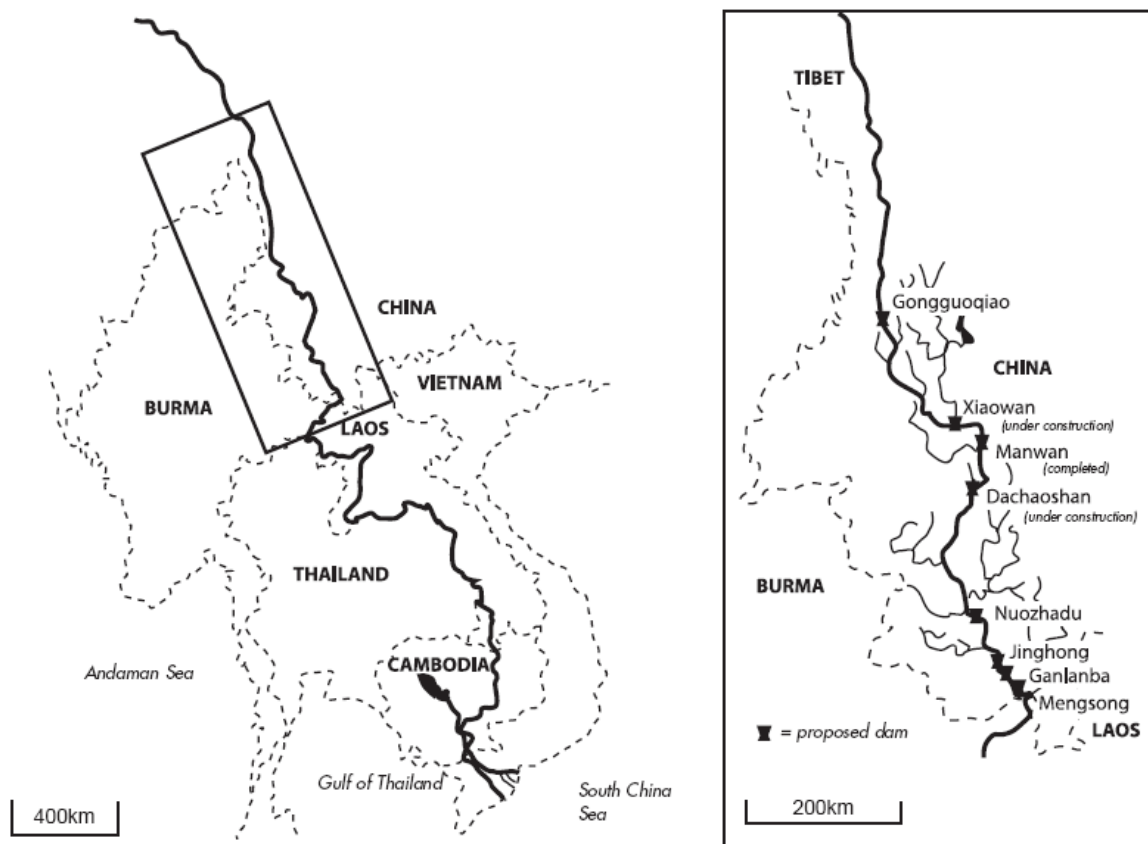 CHINA
VIETNAM
BURMA
LAOS
THAILAND
CAMBODIA
Andaman Sea
Gulf of Thailand
South China
Sea
400km
TIBET
Gongguoqiao
CHINA
Xiaowan
(under construction)
Manwan
(completed)
Dachaoshan
(under construction)
BURMA
Nuozhadu
Jinghong
Ganlanba
Mengsong
LAOS
= proposed dam
200km